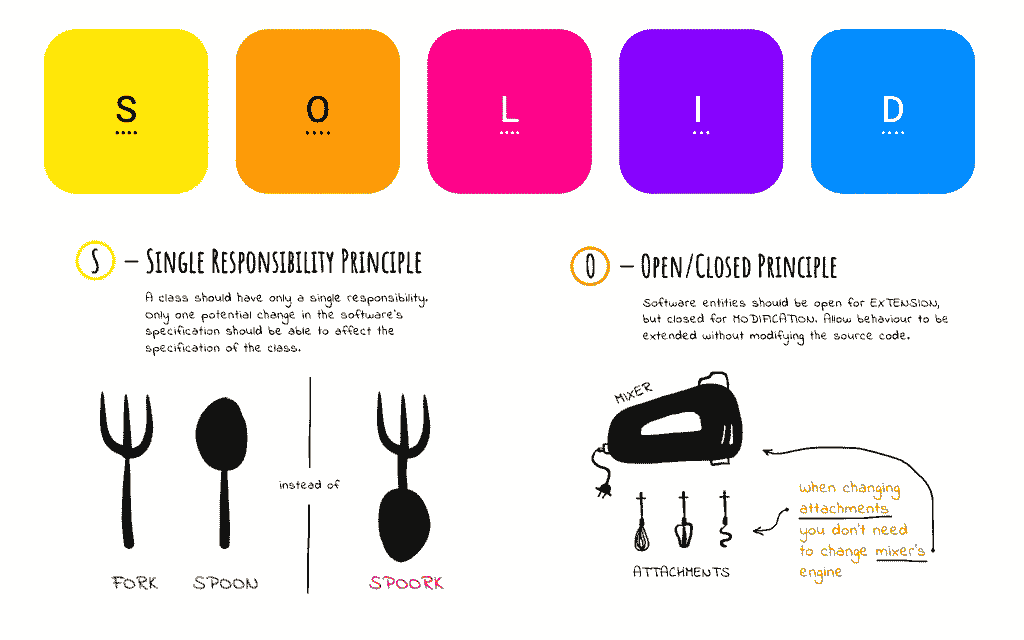 S
O
L
I
D
S – Single Responsibility Principle
A class should have only a single responsibility.
Only one potential change in the software's
specification should be able to affect the
specification of the class.
FORK
SPOON
instead of
SPOORK
O – Open/Closed Principle
Software entities should be open for EXTENSION,
but closed for MODIFICATION. Allow behaviour to be
extended without modifying the source code.
MIXER
ATTACHMENTS
When changing
attachments
you don't need
to change mixer's
engine